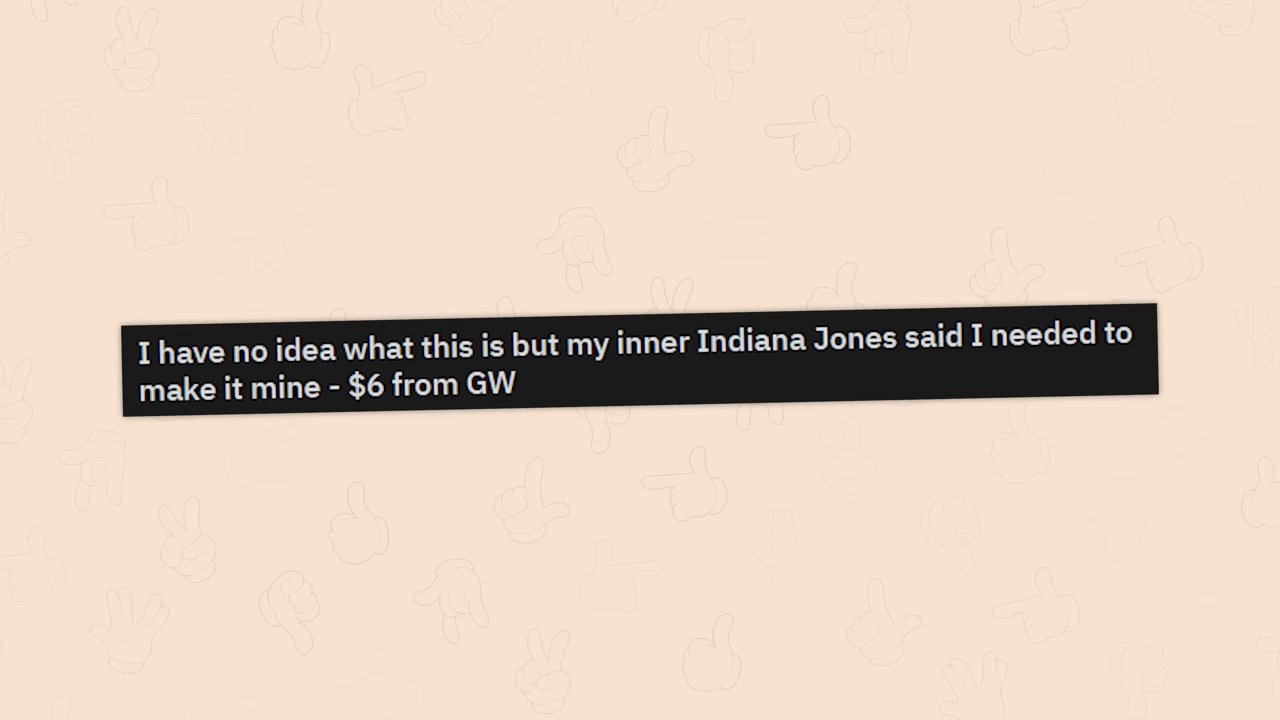 I have no idea what this is but my inner Indiana Jones said I needed to
make it mine - $6 from GW